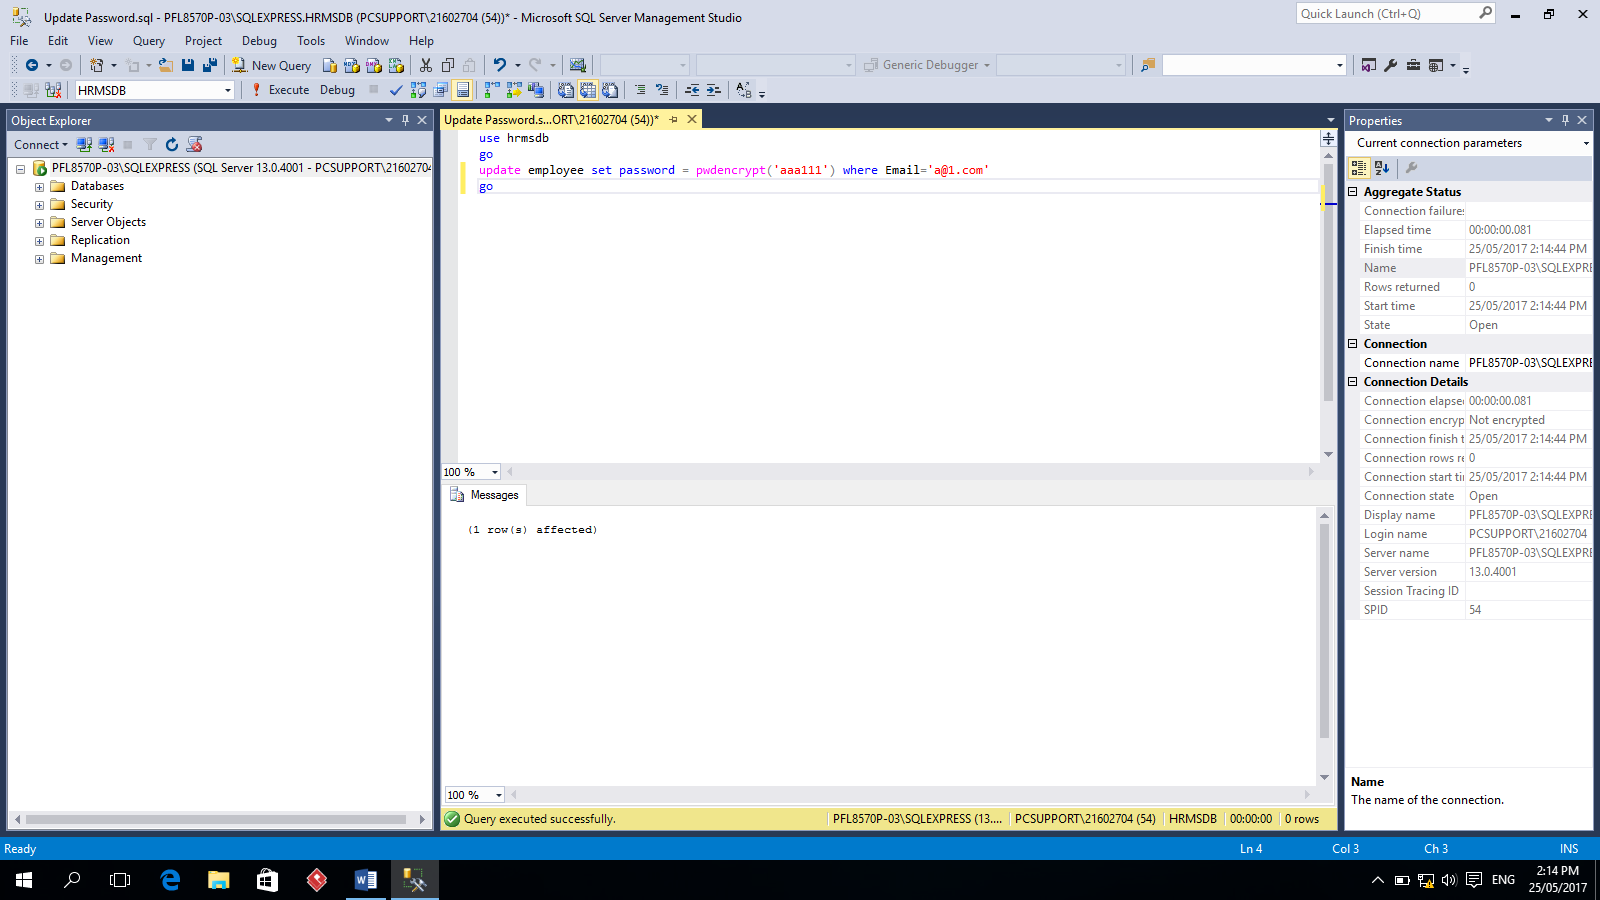 Update Password.sql - PFL8570P-03\SQLEXPRESS.HRMSDB (PCSUPPORT\21602704 (54))* - Microsoft SQL Server Management Studio
Quick Launch (Ctrl+Q)
File Edit View Query Project Debug Tools Window Help
New Query
Generic Debugger
HRMSDB
Execute Debug
Object Explorer
Connect
PFL8570P-03\SQLEXPRESS (SQL Server 13.0.4001 - PCSUPPORT\21602704
Databases
Security
Server Objects
Replication
Management
Update Password.s...ORT\21602704 (54))*
use hrmsdb
go
update employee set password = pwdencrypt('aaa111') where Email='a@1.com'
go
100 %
Messages
(1 row(s) affected)
100 %
Query executed successfully.
PFL8570P-03\SQLEXPRESS (13.... PCSUPPORT\21602704 (54) HRMSDB 00:00:00 0 rows
Properties
Current connection parameters
Aggregate Status
Connection failures
Elapsed time 00:00:00.081
Finish time 25/05/2017 2:14:44 PM
Name PFL8570P-03\SQLEXPRE
Rows returned 0
Start time 25/05/2017 2:14:44 PM
State Open
Connection
Connection name PFL8570P-03\SQLEXPRE
Connection Details
Connection elapse 00:00:00.081
Connection encryp Not encrypted
Connection finish t 25/05/2017 2:14:44 PM
Connection rows re 0
Connection start ti 25/05/2017 2:14:44 PM
Connection state Open
Display name PFL8570P-03\SQLEXPRE
Login name PCSUPPORT\21602704
Server name PFL8570P-03\SQLEXPRE
Server version 13.0.4001
Session Tracing ID
SPID 54
Name
The name of the connection.
Ready
Ln 4 Col 3 Ch 3 INS
ENG
2:14 PM
25/05/2017